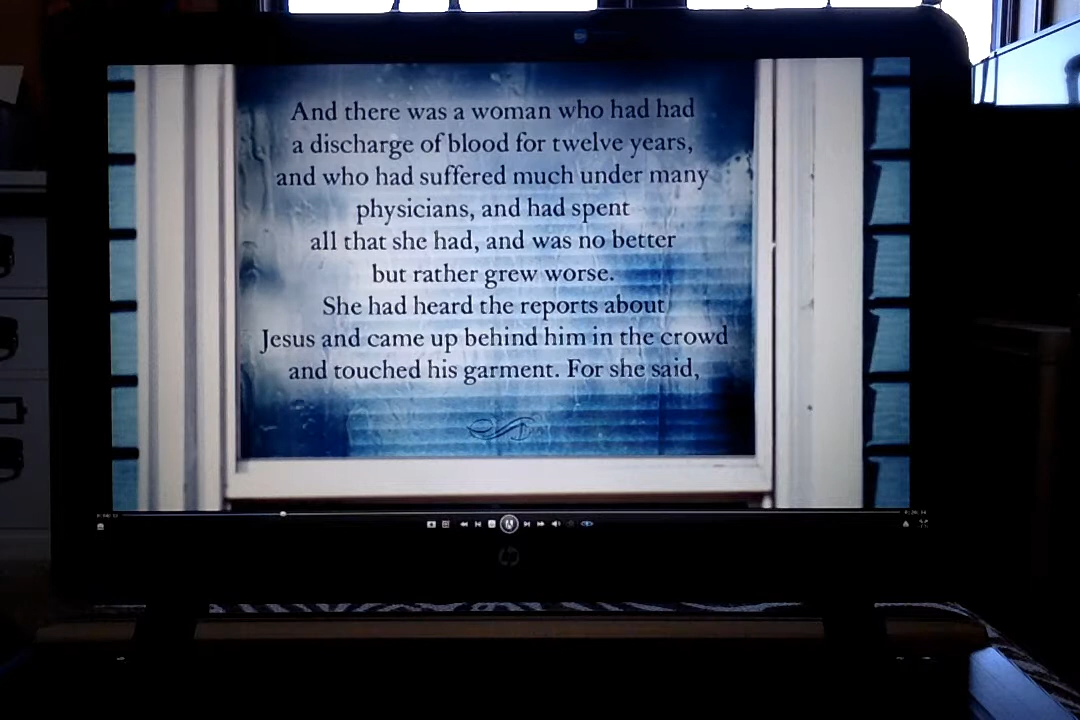 And there was a woman who had had
a discharge of blood for twelve years,
and who had suffered much under many
physicians, and had spent
all that she had, and was no better
but rather grew worse.
She had heard the reports about
Jesus and came up behind him in the crowd
and touched his garment. For she said,
hp